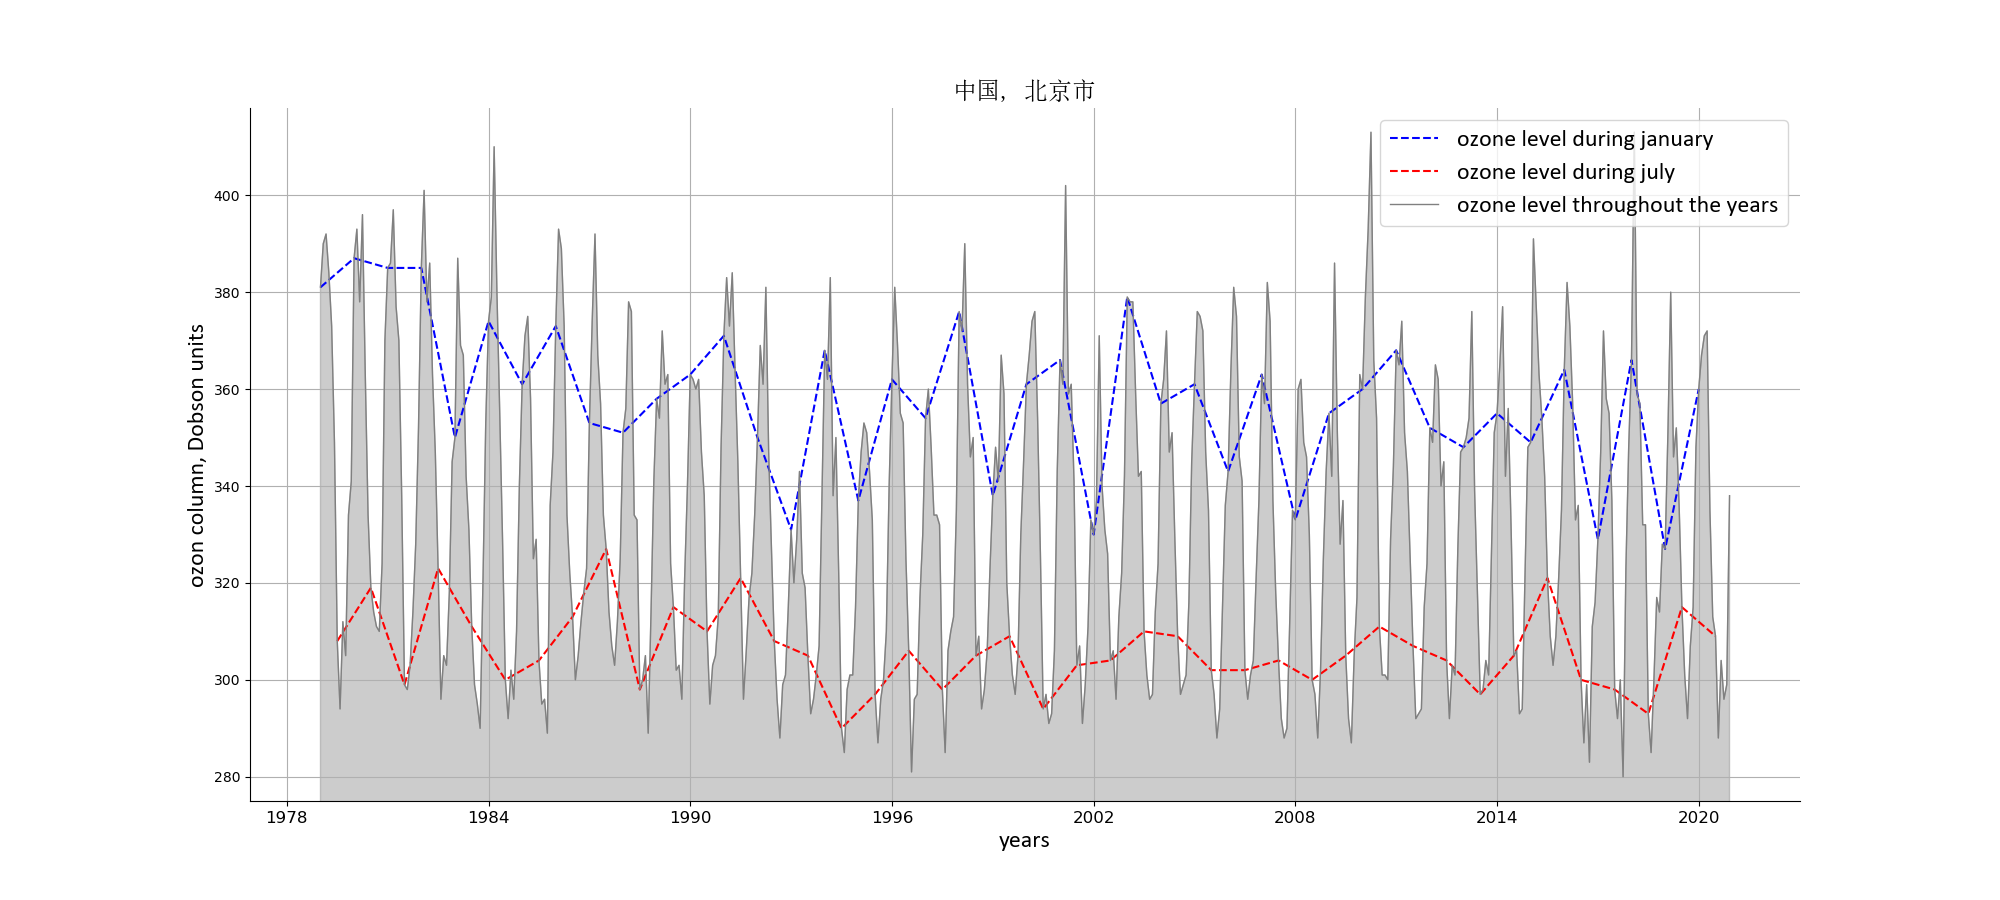 中国, 北京市
ozone level during january
ozone level during july
ozone level throughout the years
ozon column, Dobson units
400
380
360
340
320
300
280
1978 1984 1990 1996 2002 2008 2014 2020
years